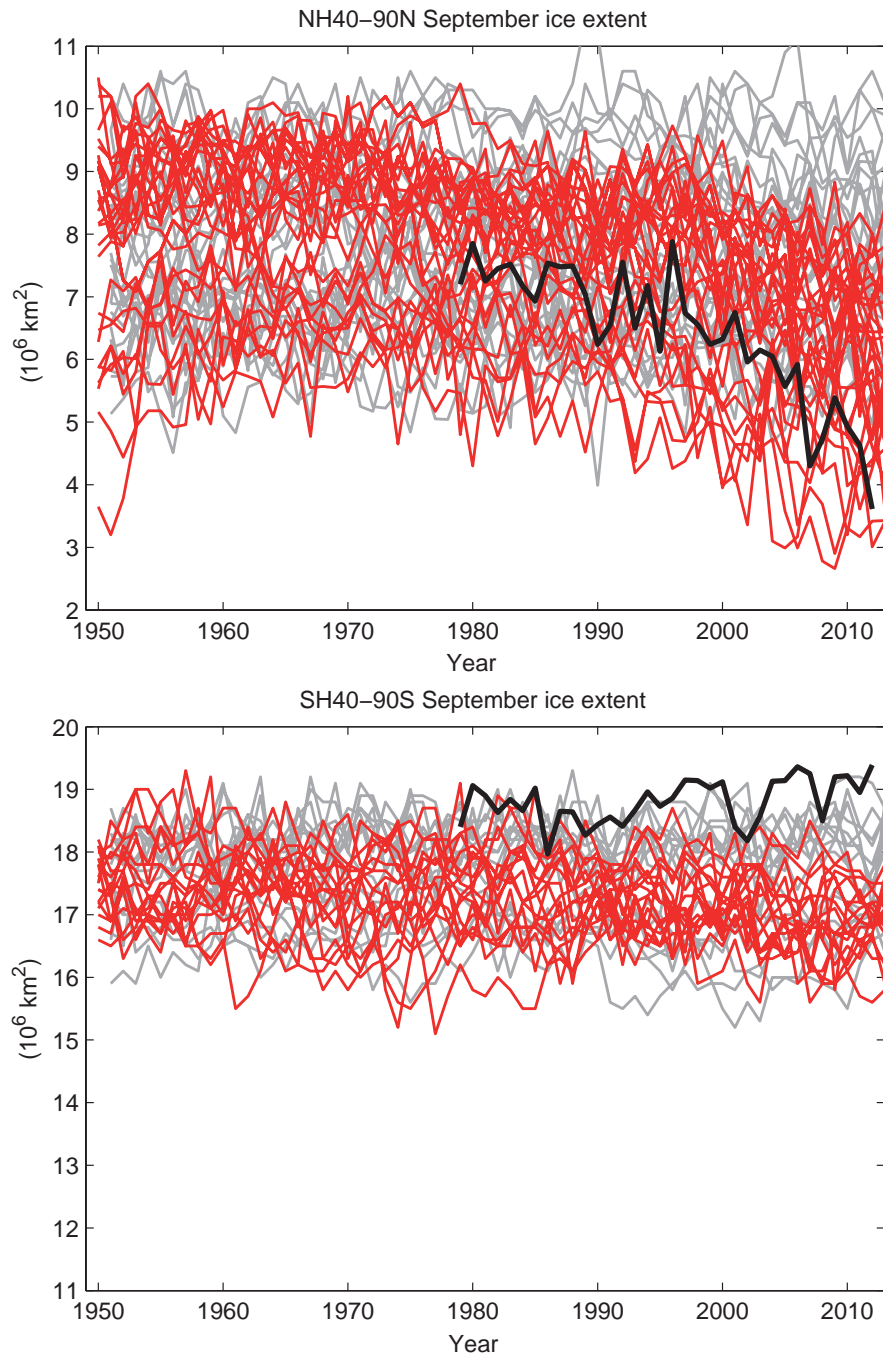 NH40−90N September ice extent
11
10
9
8
7
6
5
4
3
2
(10⁶ km²)
1950 1960 1970 1980 1990 2000 2010
Year
SH40−90S September ice extent
20
19
18
17
16
15
14
13
12
11
(10⁶ km²)
1950 1960 1970 1980 1990 2000 2010
Year